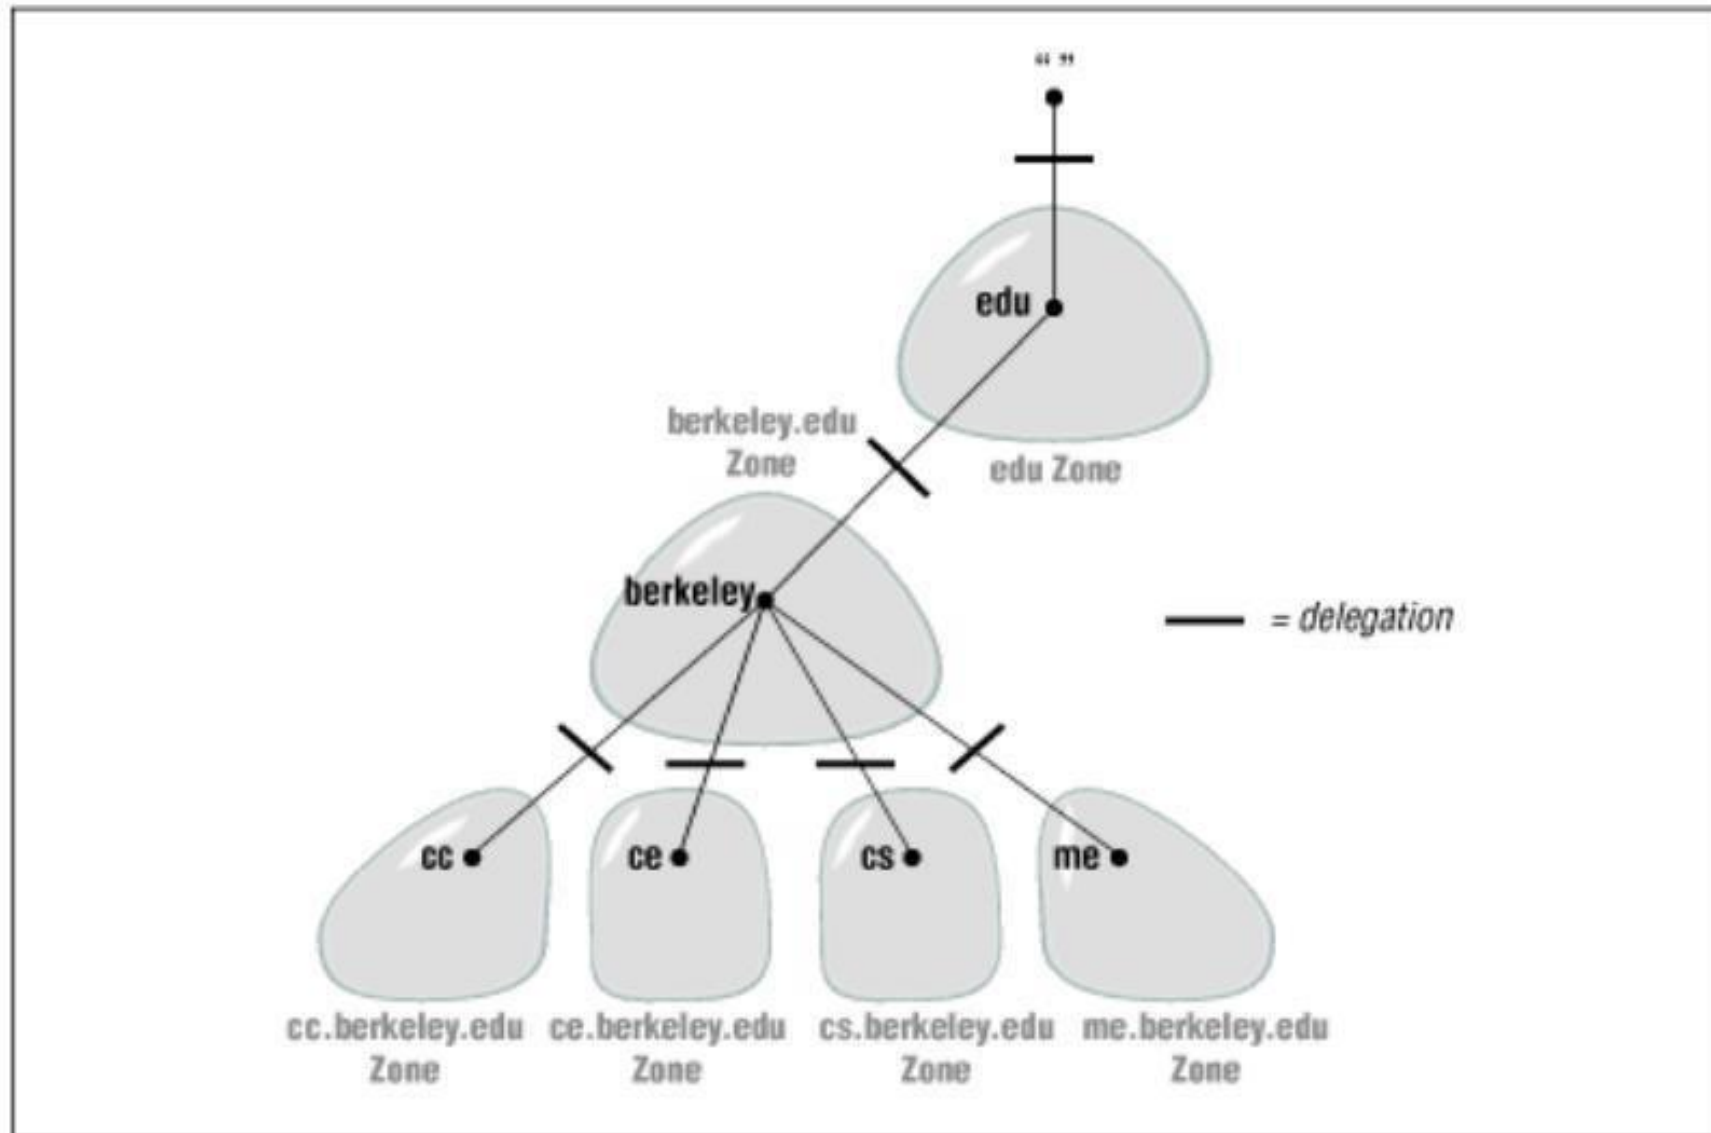 “ ”
edu
berkeley.edu
Zone
edu Zone
berkeley
= delegation
cc
ce
cs
me
cc.berkeley.edu
Zone
ce.berkeley.edu
Zone
cs.berkeley.edu
Zone
me.berkeley.edu
Zone